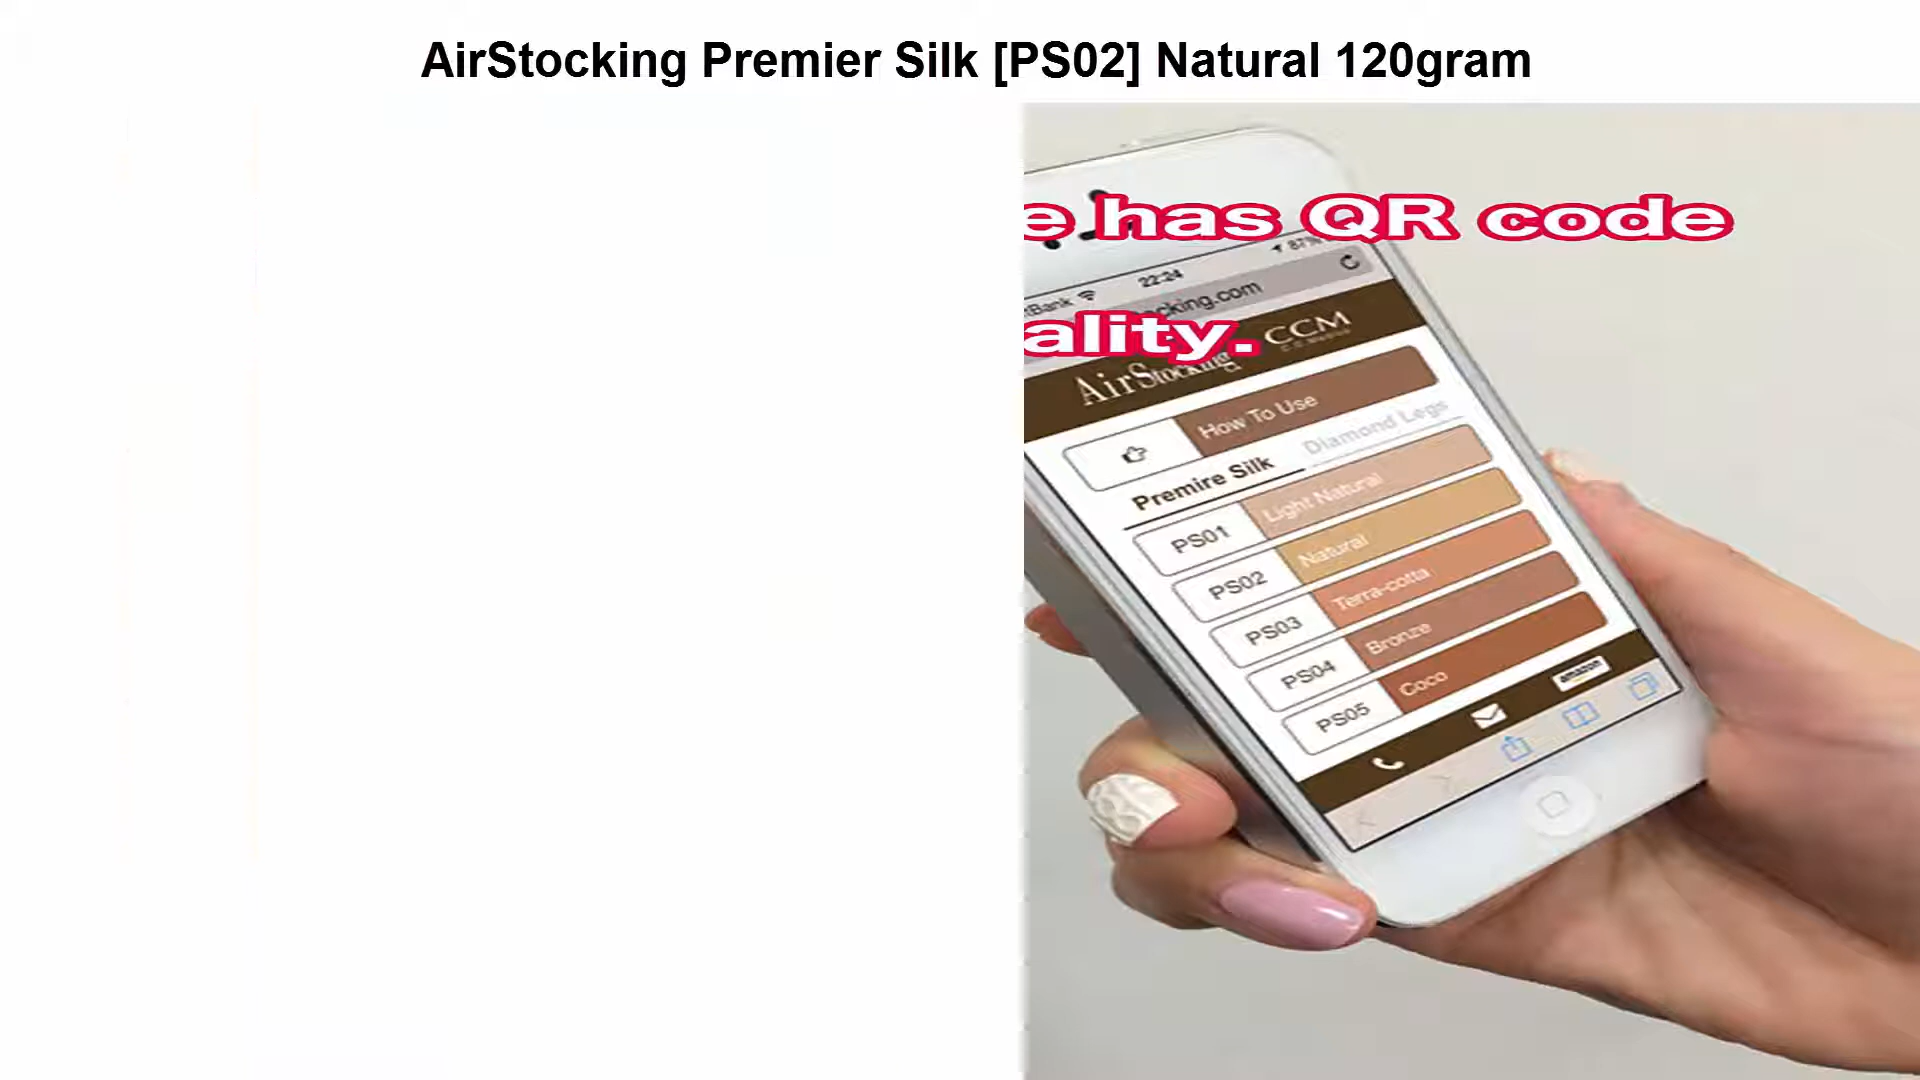 AirStocking Premier Silk [PS02] Natural 120gram
e has QR code
ality.
22:24
87%
cking.com
AirStocking
CCM
How To Use
Premire Silk
Diamond Legs
PS01
Light Natural
PS02
Natural
PS03
Terra-cotta
PS04
Bronze
PS05
Coco
amazon